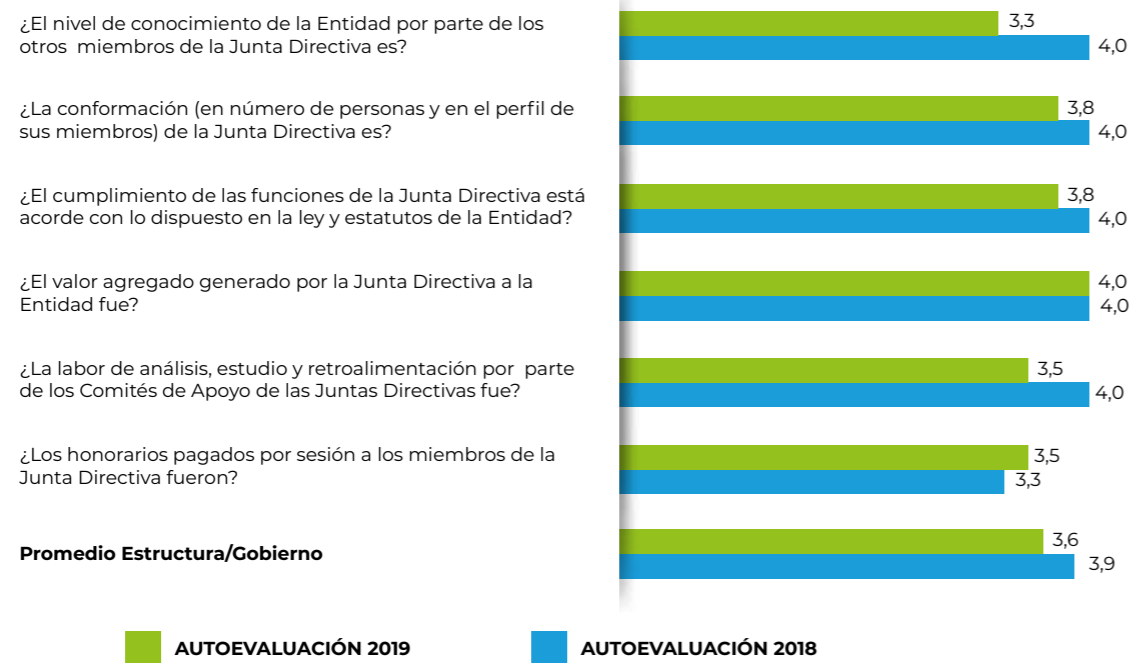 ¿El nivel de conocimiento de la Entidad por parte de los
otros miembros de la Junta Directiva es?
3,3
4,0
¿La conformación (en número de personas y en el perfil de
sus miembros) de la Junta Directiva es?
3,8
4,0
¿El cumplimiento de las funciones de la Junta Directiva está
acorde con lo dispuesto en la ley y estatutos de la Entidad?
3,8
4,0
¿El valor agregado generado por la Junta Directiva a la
Entidad fue?
4,0
4,0
¿La labor de análisis, estudio y retroalimentación por parte
de los Comités de Apoyo de las Juntas Directivas fue?
3,5
4,0
¿Los honorarios pagados por sesión a los miembros de la
Junta Directiva fueron?
3,5
3,3
Promedio Estructura/Gobierno
3,6
3,9
AUTOEVALUACIÓN 2019
AUTOEVALUACIÓN 2018